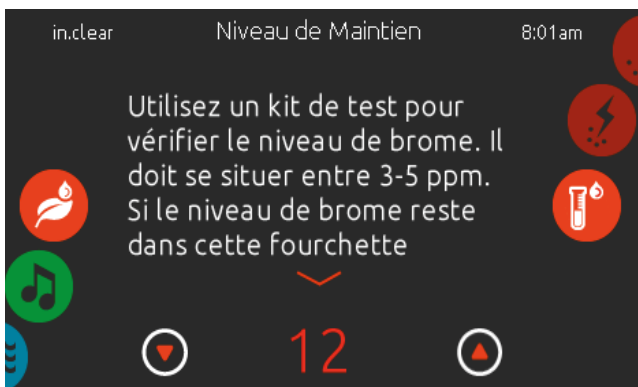 in.clear Niveau de Maintien 8:01am
Utilisez un kit de test pour
vérifier le niveau de brome. Il
doit se situer entre 3-5 ppm.
Si le niveau de brome reste
dans cette fourchette
12